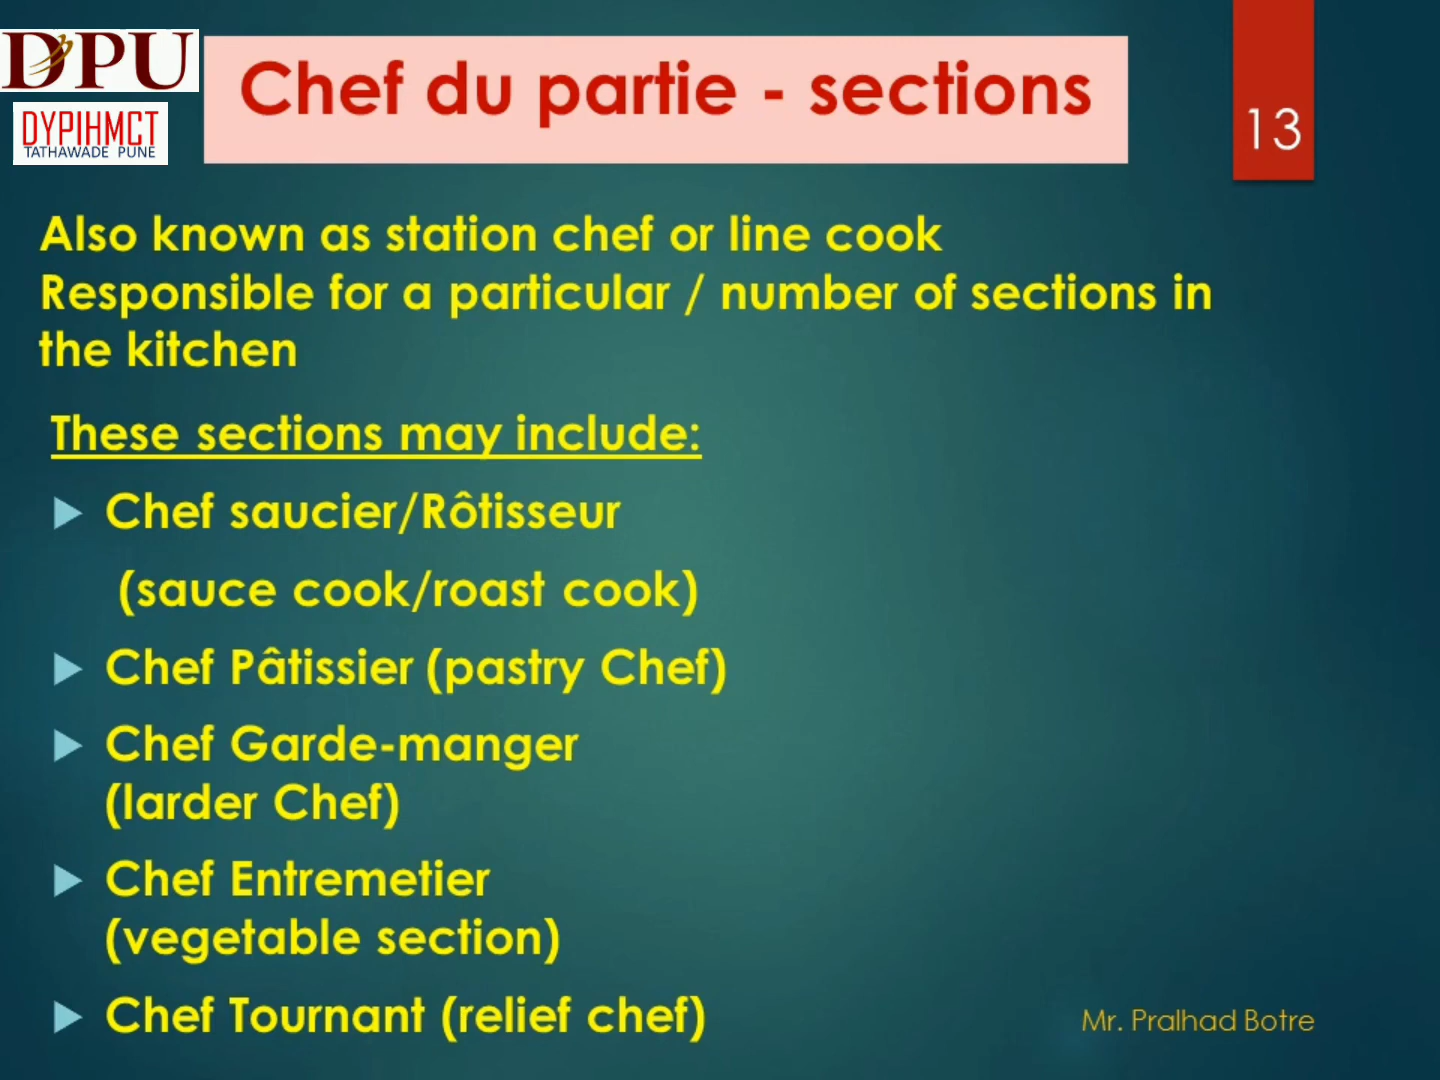 DPU
DYPIHMCT
TATHAWADE PUNE
Chef du partie - sections
13
Also known as station chef or line cook
Responsible for a particular / number of sections in
the kitchen
These sections may include:
Chef saucier/Rôtisseur
(sauce cook/roast cook)
Chef Pâtissier (pastry Chef)
Chef Garde-manger
(larder Chef)
Chef Entremetier
(vegetable section)
Chef Tournant (relief chef)
Mr. Pralhad Botre